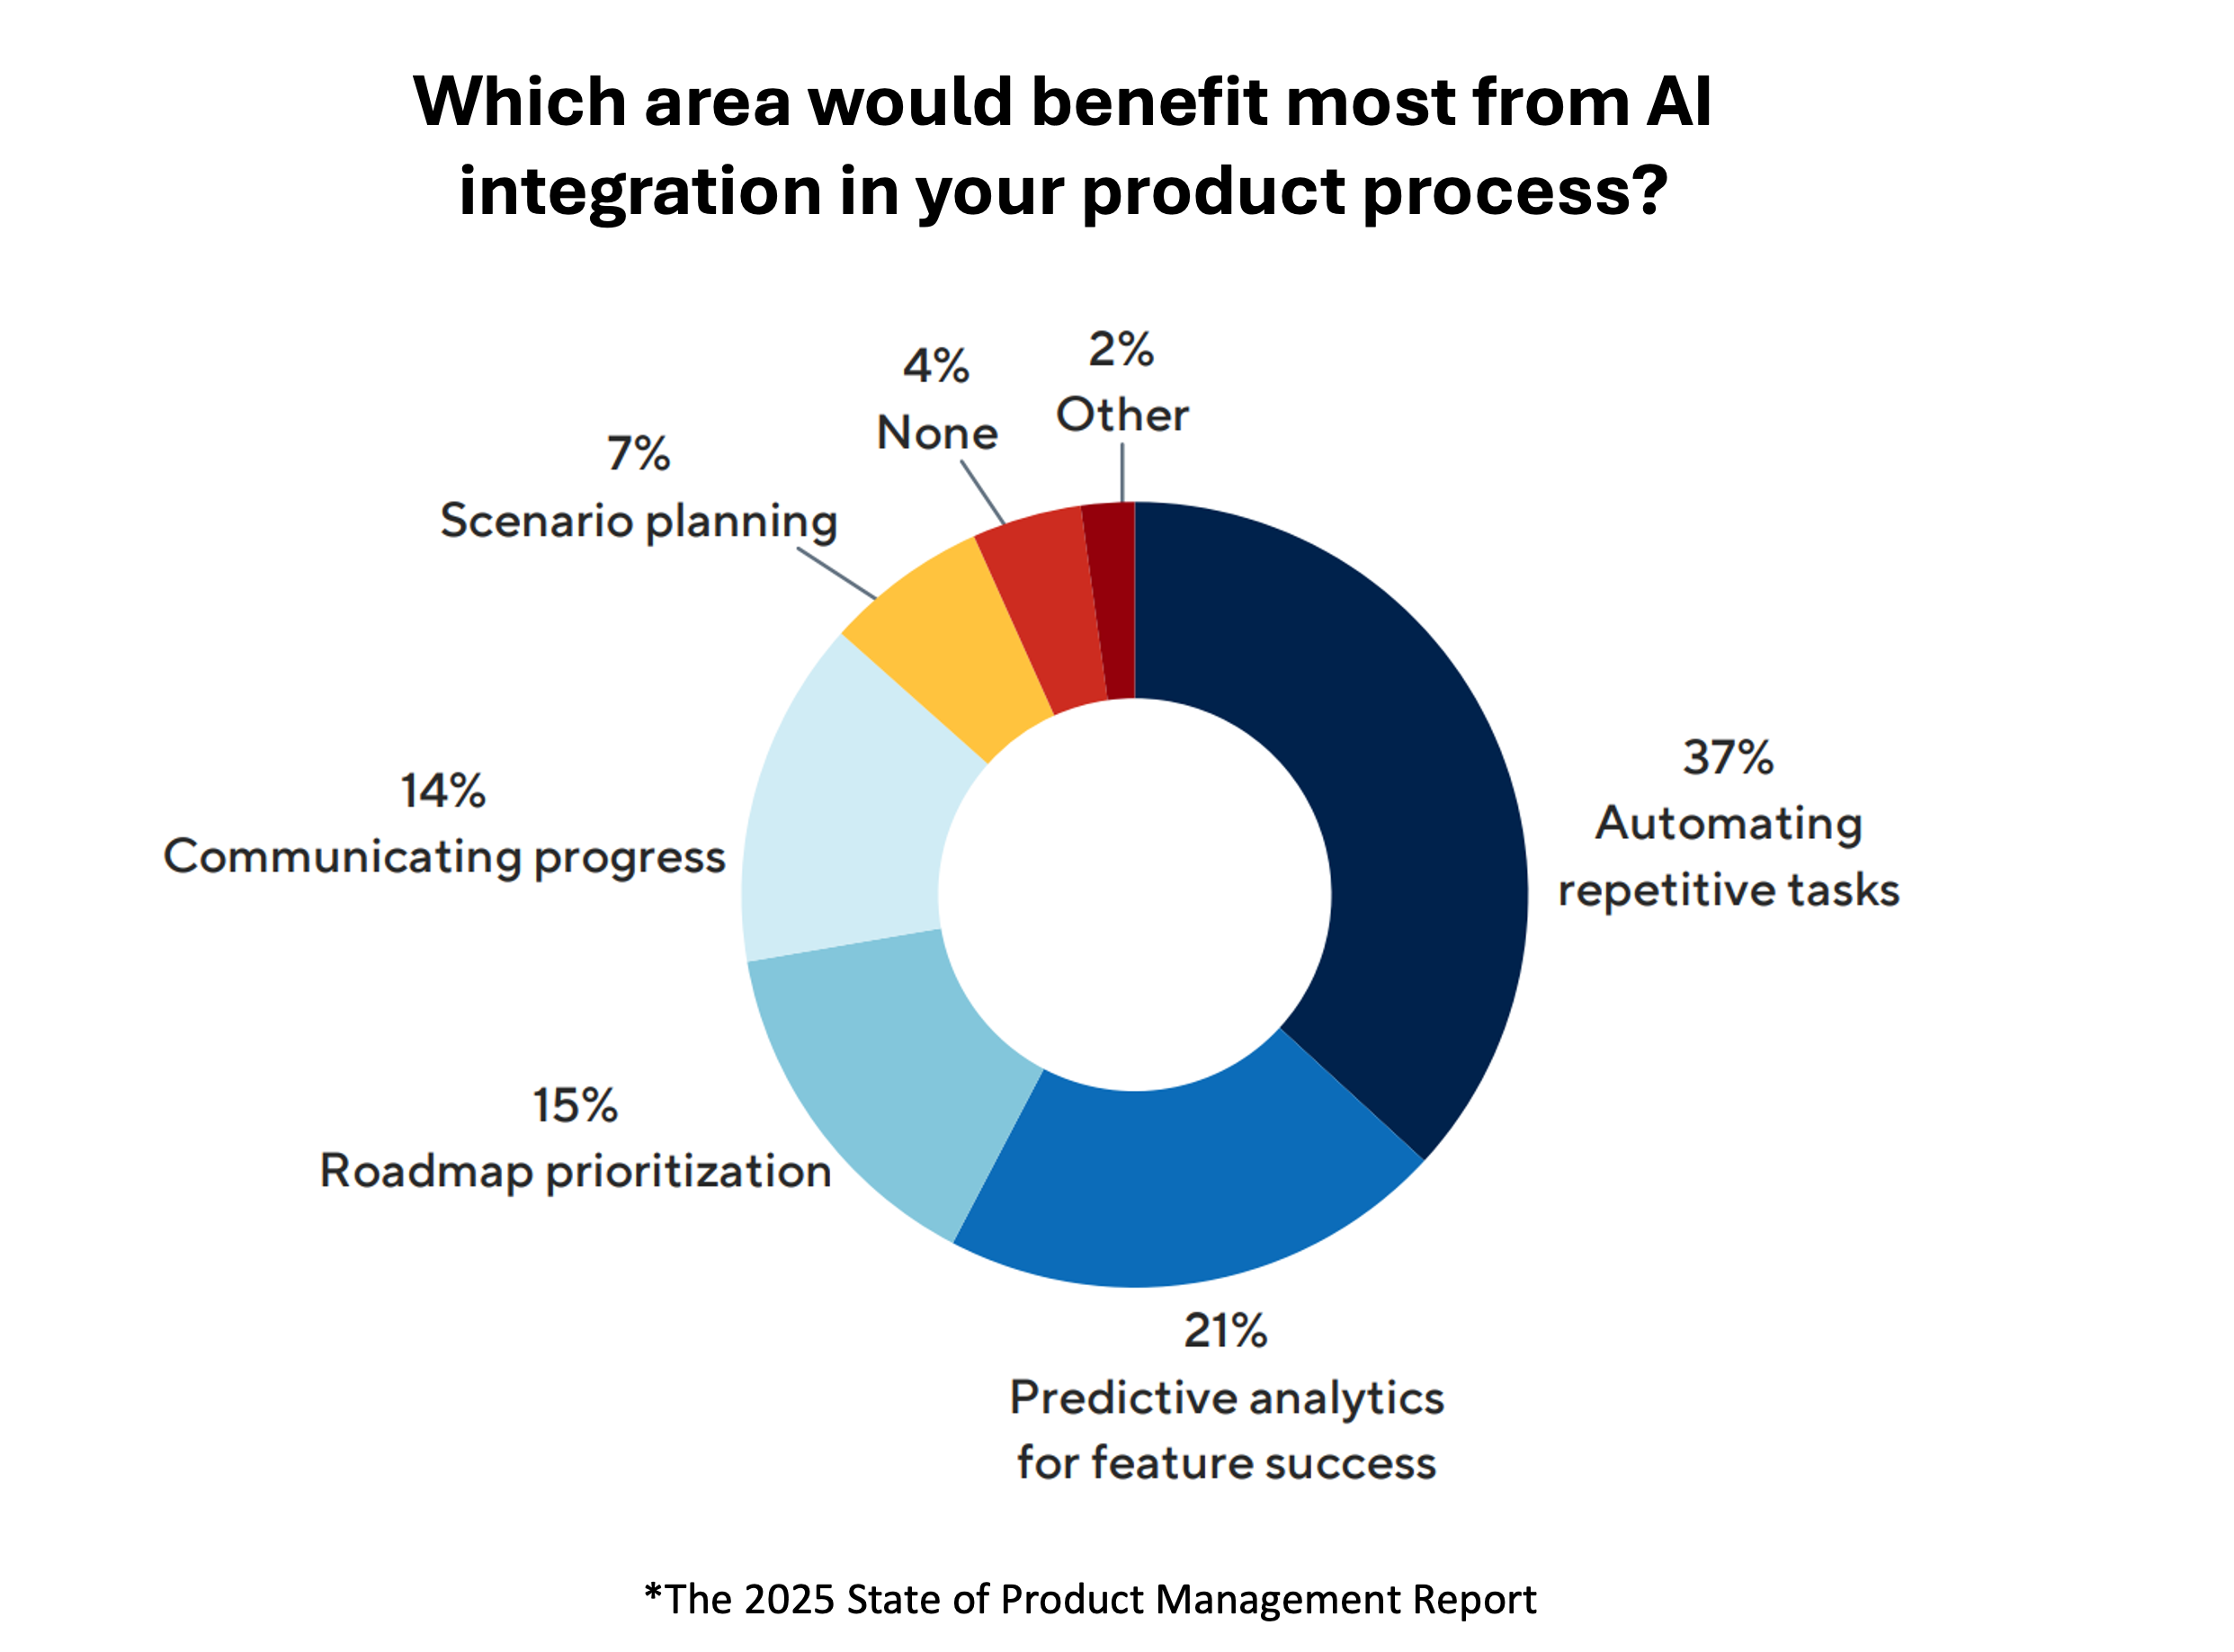 Which area would benefit most from AI
integration in your product process?
2%
Other
4%
None
7%
Scenario planning
37%
Automating
repetitive tasks
14%
Communicating progress
15%
Roadmap prioritization
21%
Predictive analytics
for feature success
*The 2025 State of Product Management Report